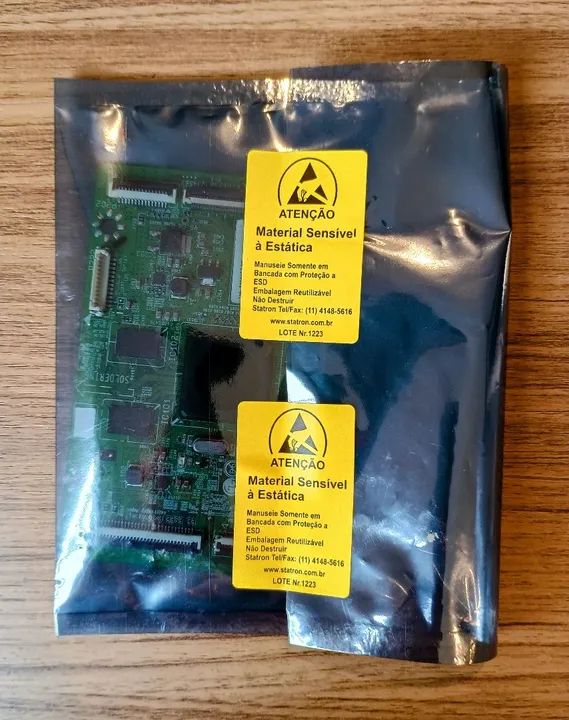 ATENÇÃO
Material Sensível
à Estática
Manuseie Somente em
Bancada com Proteção a
ESD
Embalagem Reutilizável
Não Destruir
Statron Tel/Fax: (11) 4148-5616
www.statron.com.br
LOTE Nr.1223
SOLDER1
ATENÇÃO
Material Sensível
à Estática
Manuseie Somente em
Bancada com Proteção a
ESD
Embalagem Reutilizável
Não Destruir
Statron Tel/Fax: (11) 4148-5616
www.statron.com.br
LOTE Nr.1223